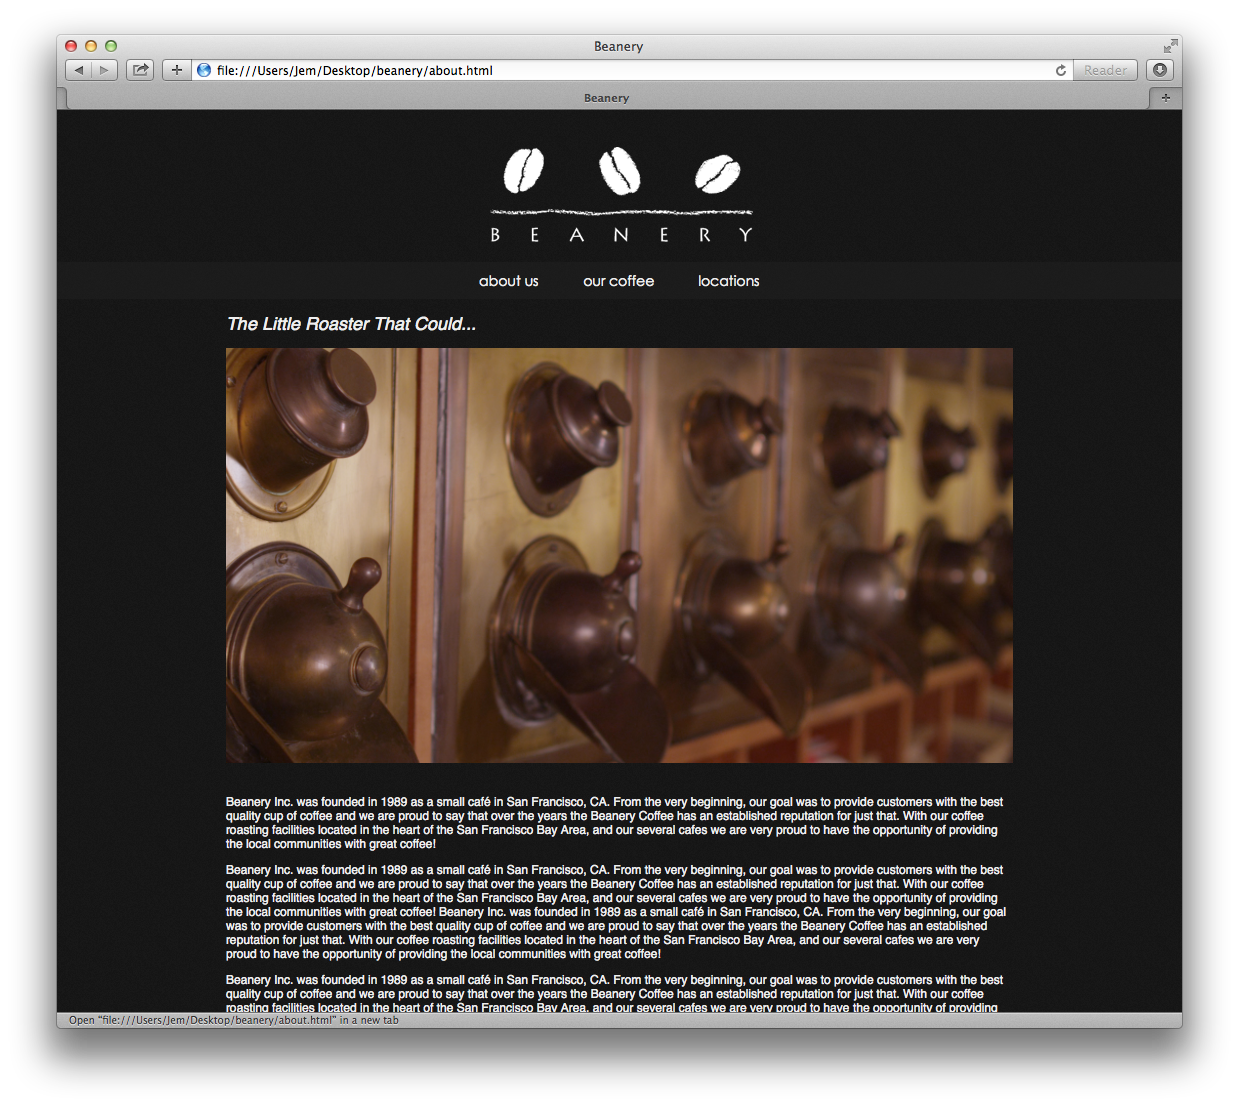 Beanery
file:///Users/Jem/Desktop/beanery/about.html
Reader
Beanery
BEANERY
about us our coffee locations
The Little Roaster That Could...
Beanery Inc. was founded in 1989 as a small café in San Francisco, CA. From the very beginning, our goal was to provide customers with the best
quality cup of coffee and we are proud to say that over the years the Beanery Coffee has an established reputation for just that. With our coffee
roasting facilities located in the heart of the San Francisco Bay Area, and our several cafes we are very proud to have the opportunity of providing
the local communities with great coffee!
Beanery Inc. was founded in 1989 as a small café in San Francisco, CA. From the very beginning, our goal was to provide customers with the best
quality cup of coffee and we are proud to say that over the years the Beanery Coffee has an established reputation for just that. With our coffee
roasting facilities located in the heart of the San Francisco Bay Area, and our several cafes we are very proud to have the opportunity of providing
the local communities with great coffee! Beanery Inc. was founded in 1989 as a small café in San Francisco, CA. From the very beginning, our goal
was to provide customers with the best quality cup of coffee and we are proud to say that over the years the Beanery Coffee has an established
reputation for just that. With our coffee roasting facilities located in the heart of the San Francisco Bay Area, and our several cafes we are very
proud to have the opportunity of providing the local communities with great coffee!
Beanery Inc. was founded in 1989 as a small café in San Francisco, CA. From the very beginning, our goal was to provide customers with the best
quality cup of coffee and we are proud to say that over the years the Beanery Coffee has an established reputation for just that. With our coffee
roasting facilities located in the heart of the San Francisco Bay Area, and our several cafes we are very proud to have the opportunity of providing
Open "file:///Users/Jem/Desktop/beanery/about.html" in a new tab